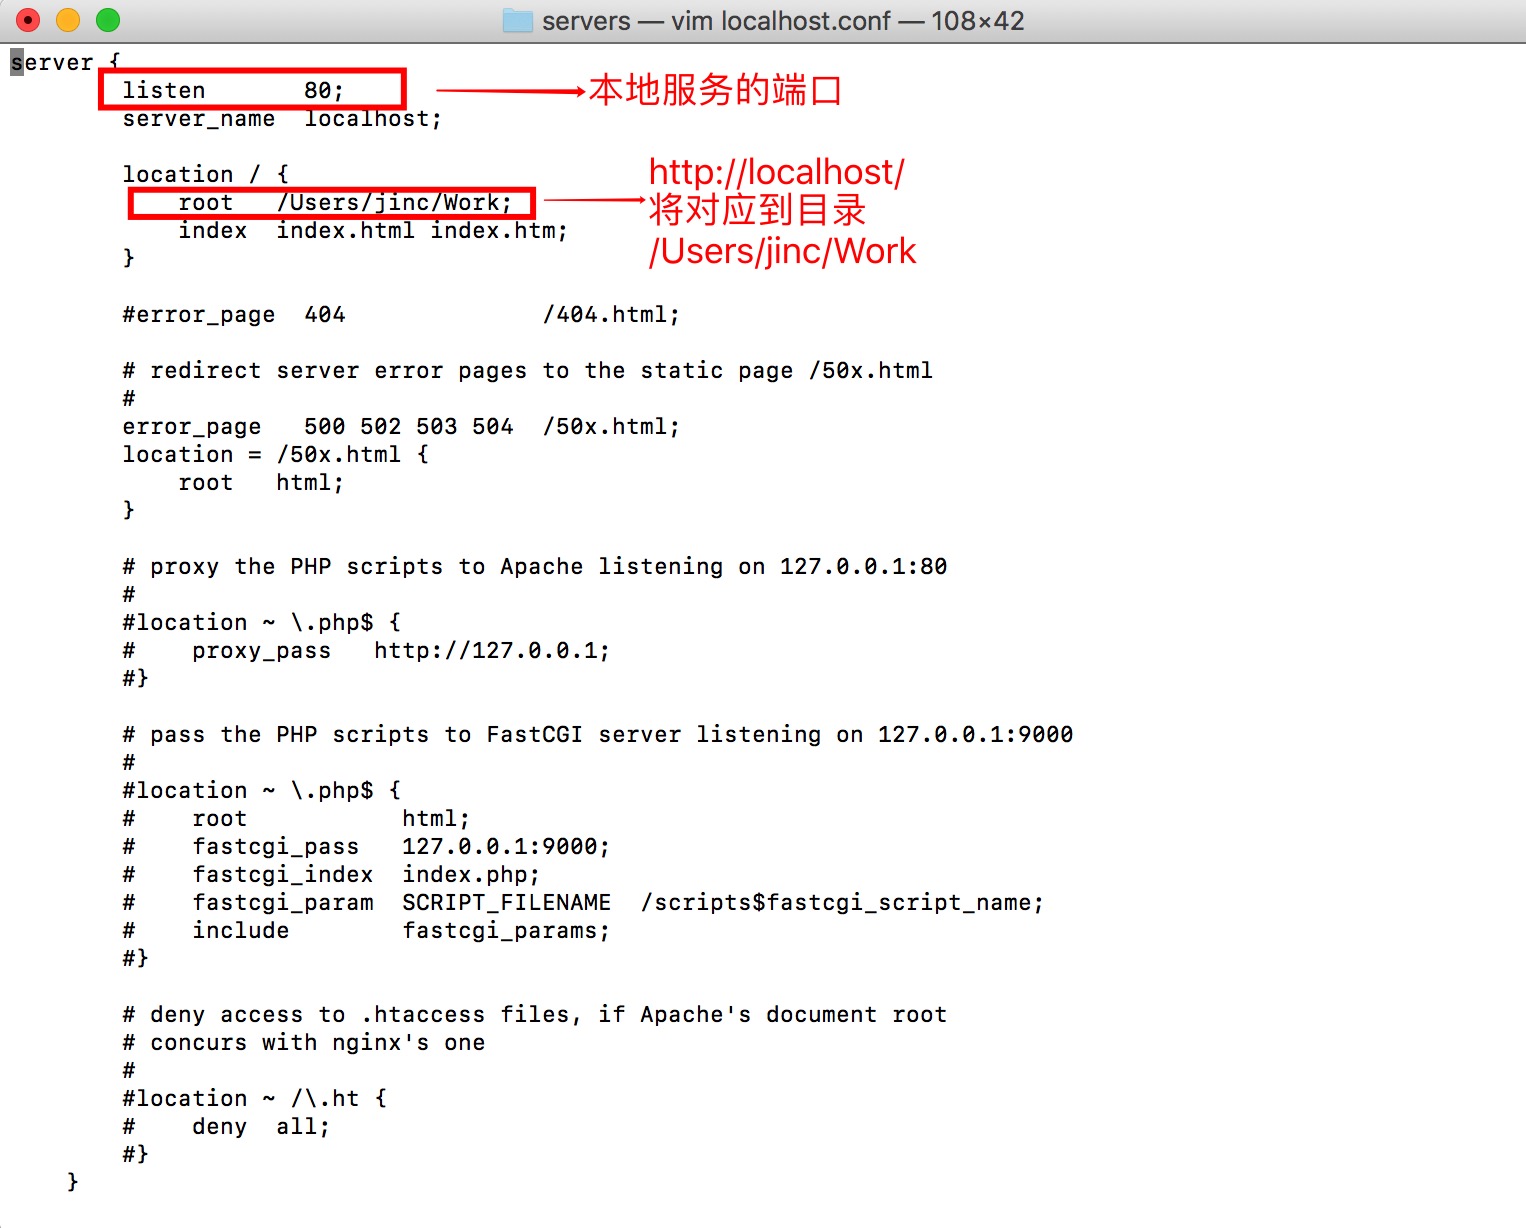 servers — vim localhost.conf — 108×42
server {
listen       80;
本地服务的端口
server_name  localhost;
location / {
root   /Users/jinc/Work;
index  index.html index.htm;
}
http://localhost/
将对应到目录
/Users/jinc/Work
#error_page  404              /404.html;
# redirect server error pages to the static page /50x.html
#
error_page   500 502 503 504  /50x.html;
location = /50x.html {
root   html;
}
# proxy the PHP scripts to Apache listening on 127.0.0.1:80
#
#location ~ \.php$ {
#    proxy_pass   http://127.0.0.1;
#}
# pass the PHP scripts to FastCGI server listening on 127.0.0.1:9000
#
#location ~ \.php$ {
#    root           html;
#    fastcgi_pass   127.0.0.1:9000;
#    fastcgi_index  index.php;
#    fastcgi_param  SCRIPT_FILENAME  /scripts$fastcgi_script_name;
#    include        fastcgi_params;
#}
# deny access to .htaccess files, if Apache's document root
# concurs with nginx's one
#
#location ~ /\.ht {
#    deny  all;
#}
}